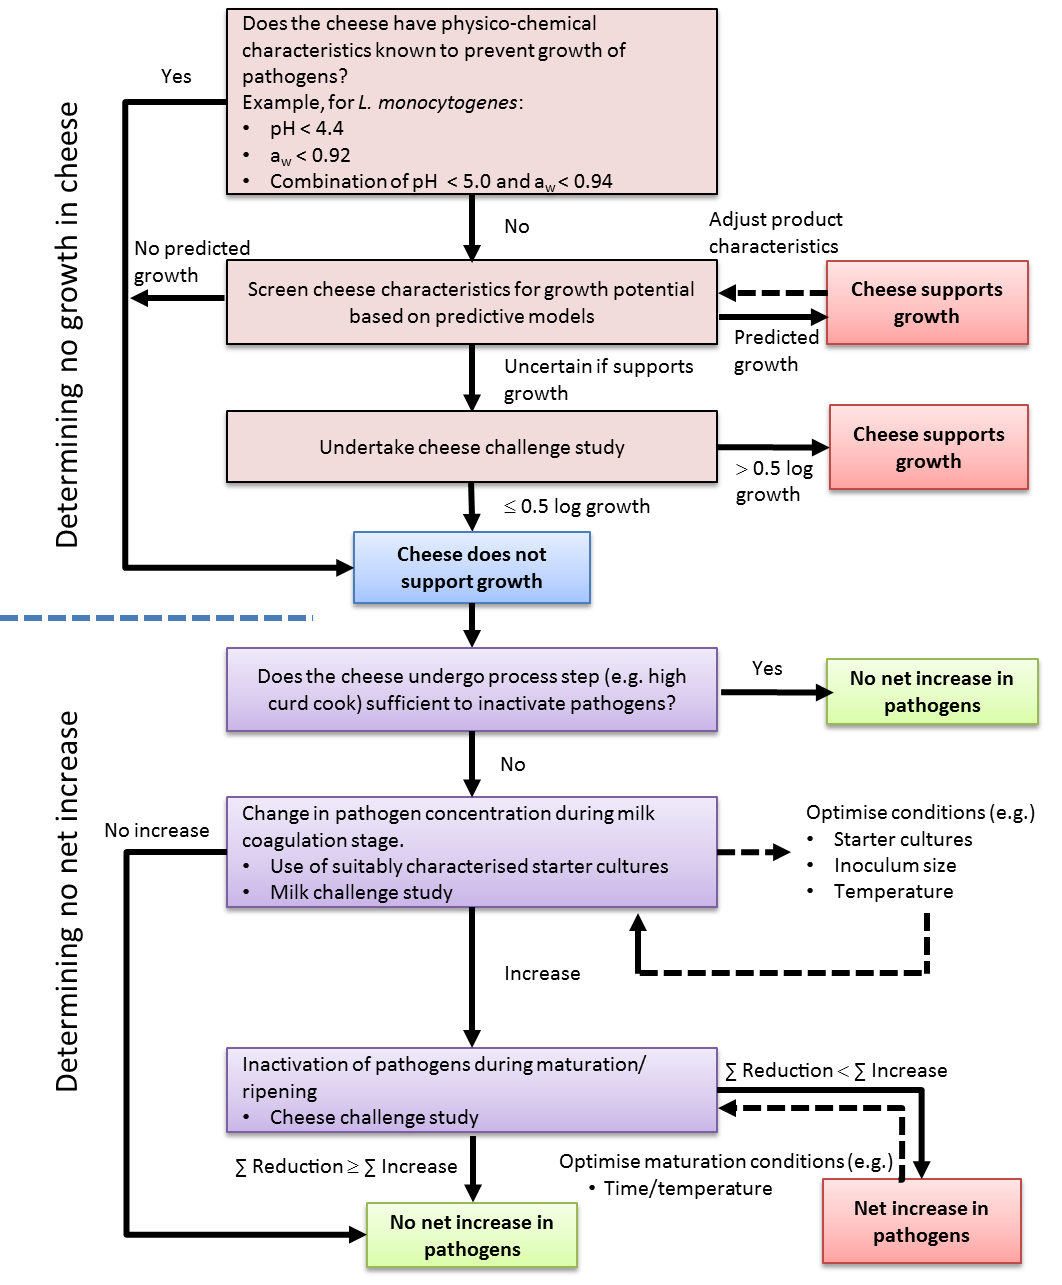 Does the cheese have physico-chemical
characteristics known to prevent growth of
pathogens?
Example, for L. monocytogenes:
• pH < 4.4
• aw < 0.92
• Combination of pH < 5.0 and aw < 0.94
Yes
No
Determining no growth in cheese
No predicted
growth
Screen cheese characteristics for growth potential
based on predictive models
Adjust product
characteristics
Cheese supports
growth
Predicted
growth
Uncertain if supports
growth
Undertake cheese challenge study
Cheese supports
growth
> 0.5 log
growth
≤ 0.5 log growth
Cheese does not
support growth
Determining no net increase
Does the cheese undergo process step (e.g. high
curd cook) sufficient to inactivate pathogens?
Yes
No net increase in
pathogens
No
Change in pathogen concentration during milk
coagulation stage.
• Use of suitably characterised starter cultures
• Milk challenge study
No increase
Optimise conditions (e.g.)
• Starter cultures
• Inoculum size
• Temperature
Increase
Inactivation of pathogens during maturation/
ripening
• Cheese challenge study
∑ Reduction < ∑ Increase
∑ Reduction ≥ ∑ Increase
Optimise maturation conditions (e.g.)
• Time/temperature
No net increase in
pathogens
Net increase in
pathogens